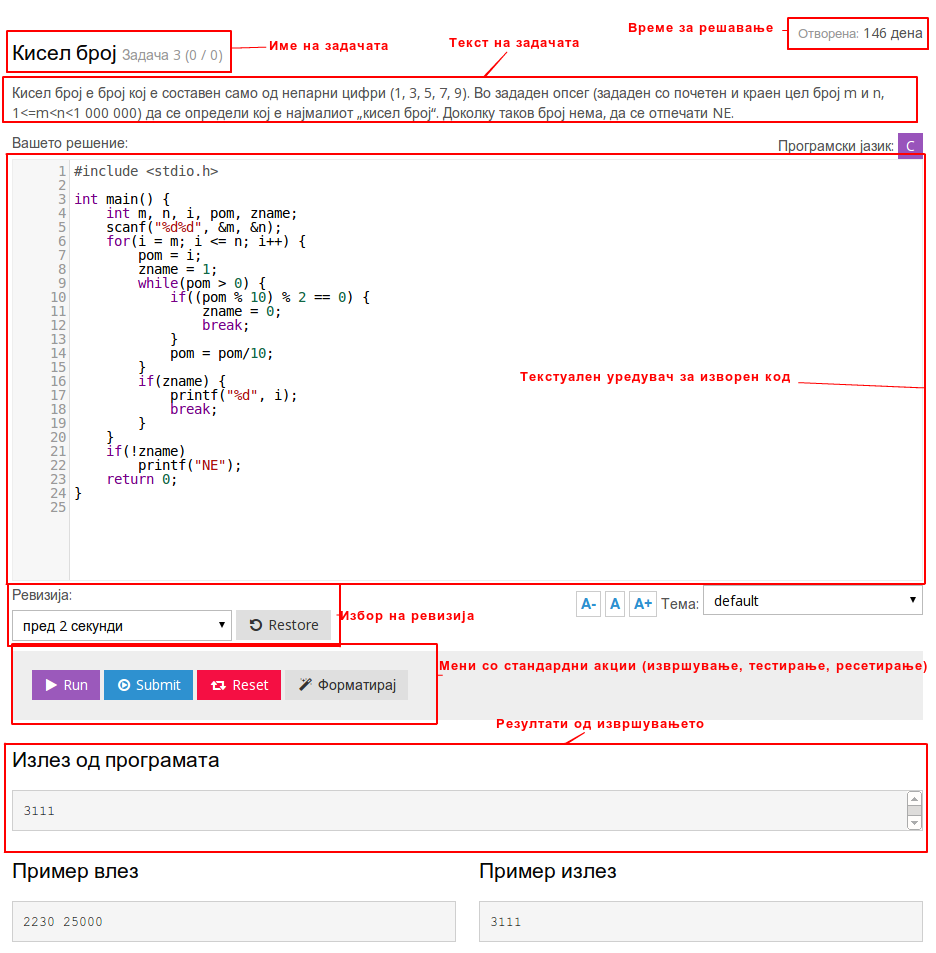 Време за решавање
Отворена: 146 дена
Кисел број Задача 3 (0 / 0)
Име на задачата
Текст на задачата
Кисел број е број кој е составен само од непарни цифри (1, 3, 5, 7, 9). Во зададен опсег (зададен со почетен и краен цел број m и n,
1<=m<n<1 000 000) да се определи кој е најмалиот „кисел број“. Доколку таков број нема, да се отпечати NE.
Вашето решение:
Програмски јазик: C
1 #include <stdio.h>
2
3 int main() {
4     int m, n, i, pom, zname;
5     scanf("%d%d", &m, &n);
6     for(i = m; i <= n; i++) {
7         pom = i;
8         zname = 1;
9         while(pom > 0) {
10             if((pom % 10) % 2 == 0) {
11                 zname = 0;
12                 break;
13             }
14             pom = pom/10;
15         }
16         if(zname) {
17             printf("%d", i);
18             break;
19         }
20     }
21     if(!zname)
22         printf("NE");
23     return 0;
24 }
25
Текстуален уредувач за изворен код
Ревизија:
пред 2 секунди
Restore
Избор на ревизија
A- A A+ Тема: default
Мени со стандардни акции (извршување, тестирање, ресетирање)
Run Submit Reset Форматирај
Резултати од извршувањето
Излез од програмата
3111
Пример влез
2230 25000
Пример излез
3111